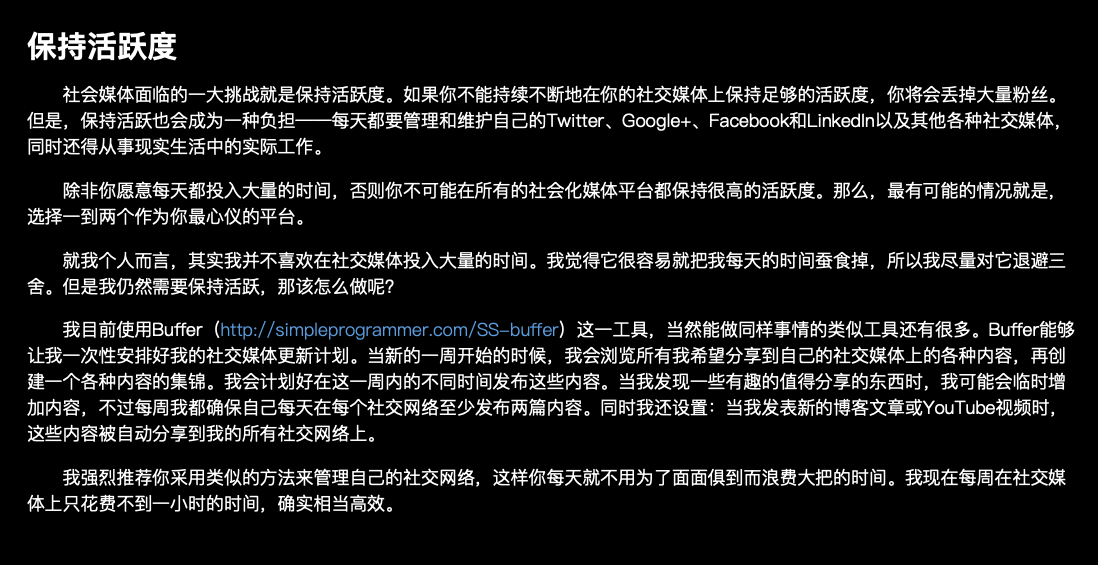 保持活跃度
社会媒体面临的一大挑战就是保持活跃度。如果你不能持续不断地在你的社交媒体上保持足够的活跃度，你将会丢掉大量粉丝。
但是，保持活跃也会成为一种负担——每天都要管理和维护自己的Twitter、Google+、Facebook和LinkedIn以及其他各种社交媒体，
同时还得从事现实生活中的实际工作。
除非你愿意每天都投入大量的时间，否则你不可能在所有的社会化媒体平台都保持很高的活跃度。那么，最有可能的情况就是，
选择一到两个作为你最心仪的平台。
就我个人而言，其实我并不喜欢在社交媒体投入大量的时间。我觉得它很容易就把我每天的时间蚕食掉，所以我尽量对它退避三
舍。但是我仍然需要保持活跃，那该怎么做呢？
我目前使用Buffer（http://simpleprogrammer.com/SS-buffer）这一工具，当然能做同样事情的类似工具还有很多。Buffer能够
让我一次性安排好我的社交媒体更新计划。当新的一周开始的时候，我会浏览所有我希望分享到自己的社交媒体上的各种内容，再创
建一个各种内容的集锦。我会计划好在这一周内的不同时间发布这些内容。当我发现一些有趣的值得分享的东西时，我可能会临时增
加内容，不过每周我都确保自己每天在每个社交网络至少发布两篇内容。同时我还设置：当我发表新的博客文章或YouTube视频时，
这些内容被自动分享到我的所有社交网络上。
我强烈推荐你采用类似的方法来管理自己的社交网络，这样你每天就不用为了面面俱到而浪费大把的时间。我现在每周在社交媒
体上只花费不到一小时的时间，确实相当高效。